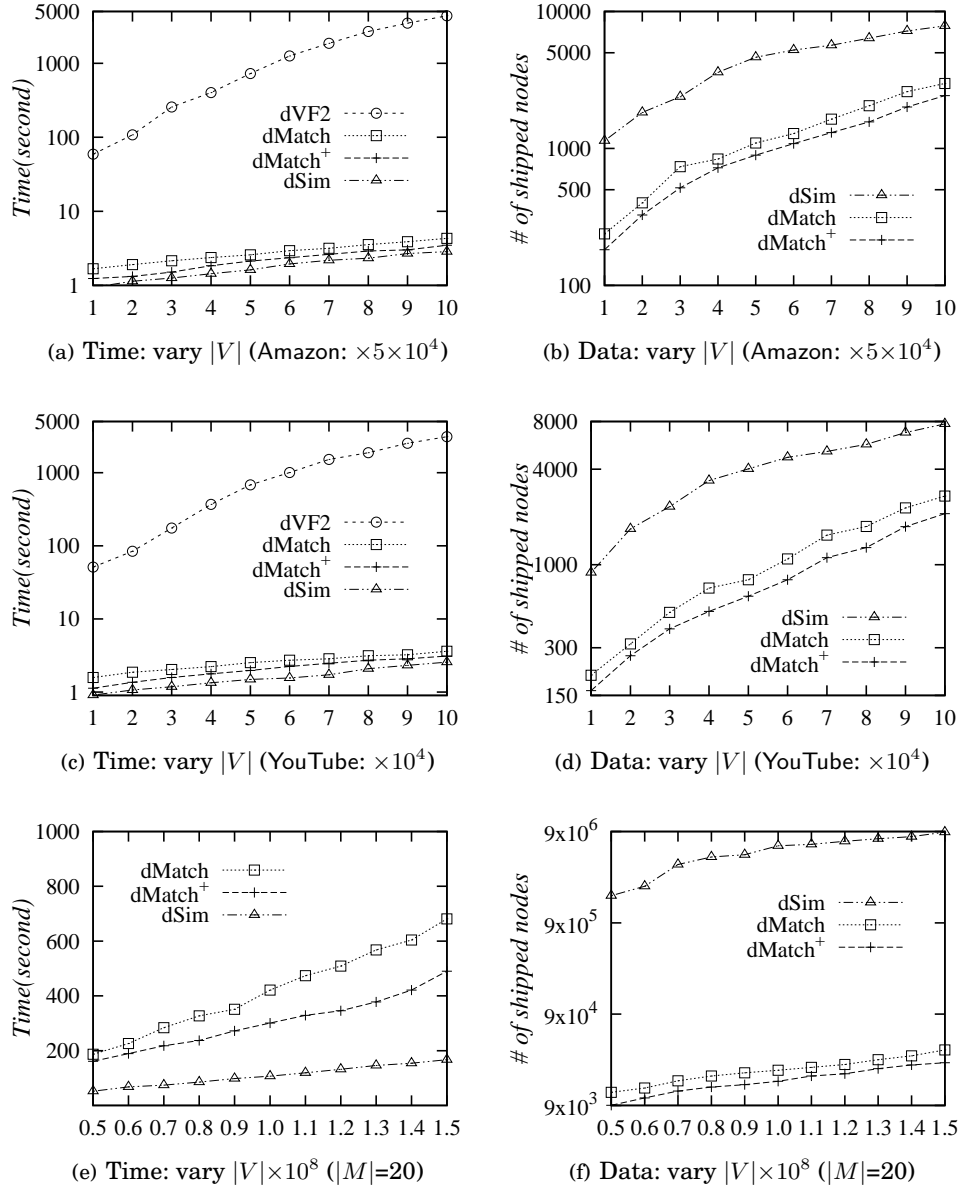 5000
1000
100
10
1
Time(second)
dVF2
dMatch
dMatch+
dSim
1 2 3 4 5 6 7 8 9 10
(a) Time: vary |V| (Amazon: ×5×10^4)
10000
5000
1000
500
100
# of shipped nodes
dSim
dMatch
dMatch+
1 2 3 4 5 6 7 8 9 10
(b) Data: vary |V| (Amazon: ×5×10^4)
5000
1000
100
10
1
Time(second)
dVF2
dMatch
dMatch+
dSim
1 2 3 4 5 6 7 8 9 10
(c) Time: vary |V| (YouTube: ×10^4)
8000
4000
1000
300
150
# of shipped nodes
dSim
dMatch
dMatch+
1 2 3 4 5 6 7 8 9 10
(d) Data: vary |V| (YouTube: ×10^4)
1000
800
600
400
200
Time(second)
dMatch
dMatch+
dSim
0.5 0.6 0.7 0.8 0.9 1.0 1.1 1.2 1.3 1.4 1.5
(e) Time: vary |V|×10^8 (|M|=20)
9x10^6
9x10^5
9x10^4
9x10^3
# of shipped nodes
dSim
dMatch
dMatch+
0.5 0.6 0.7 0.8 0.9 1.0 1.1 1.2 1.3 1.4 1.5
(f) Data: vary |V|×10^8 (|M|=20)